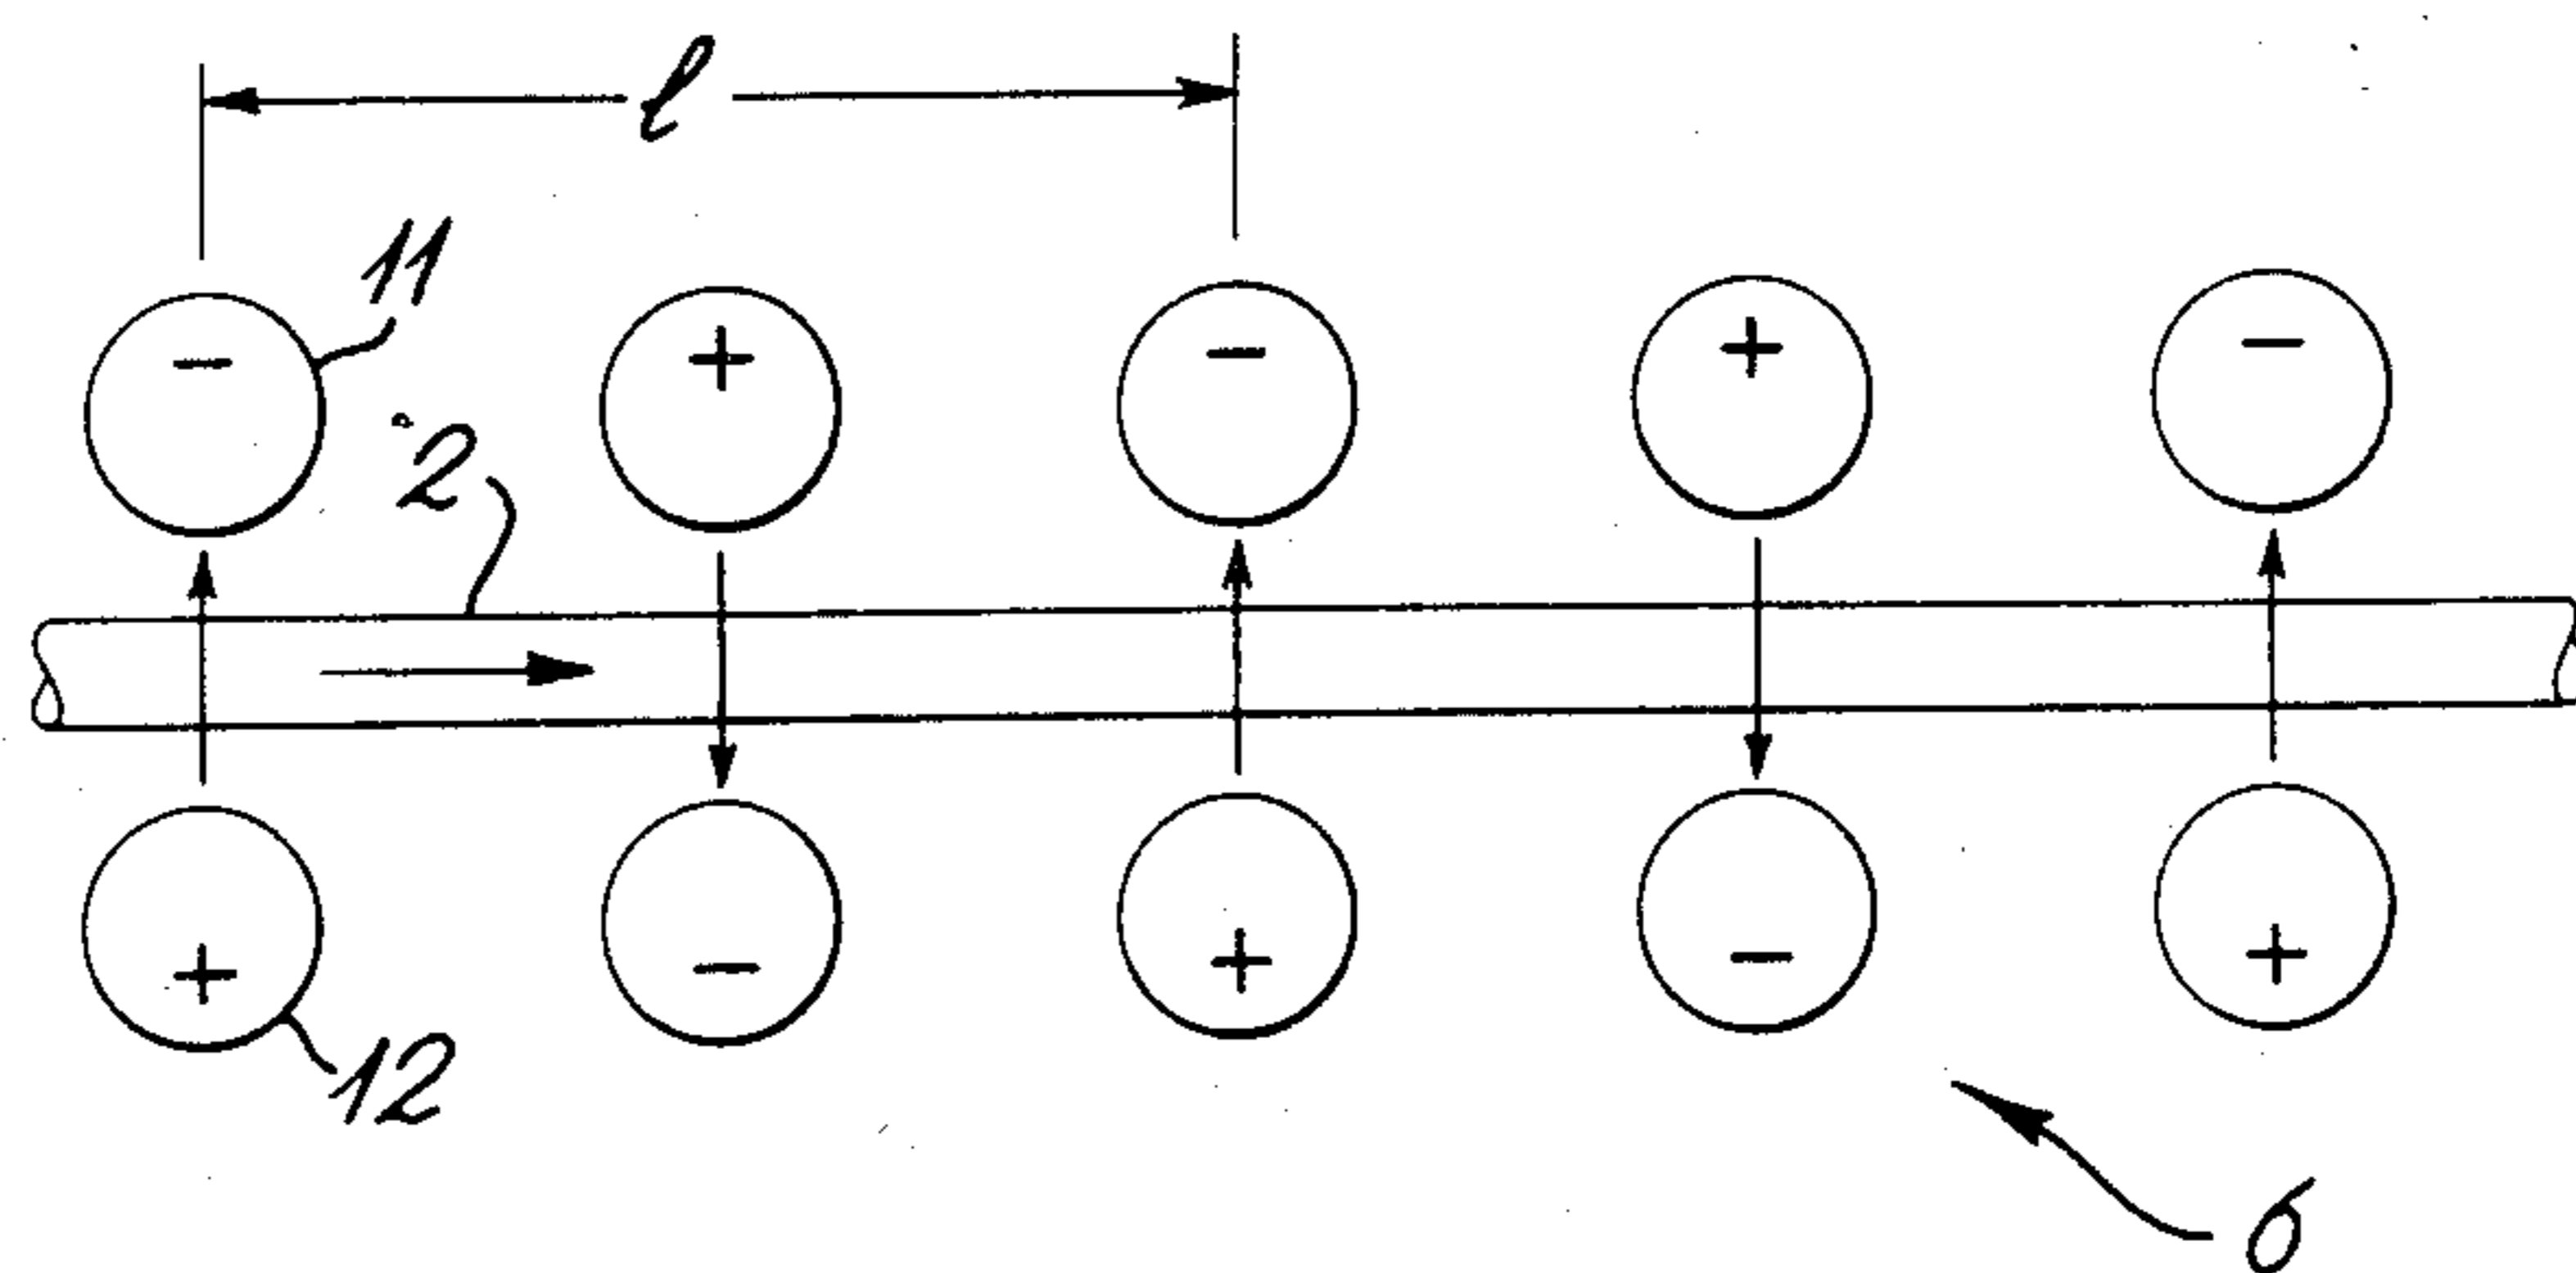 l
11
- + - + -
2
+ - + - +
12
6